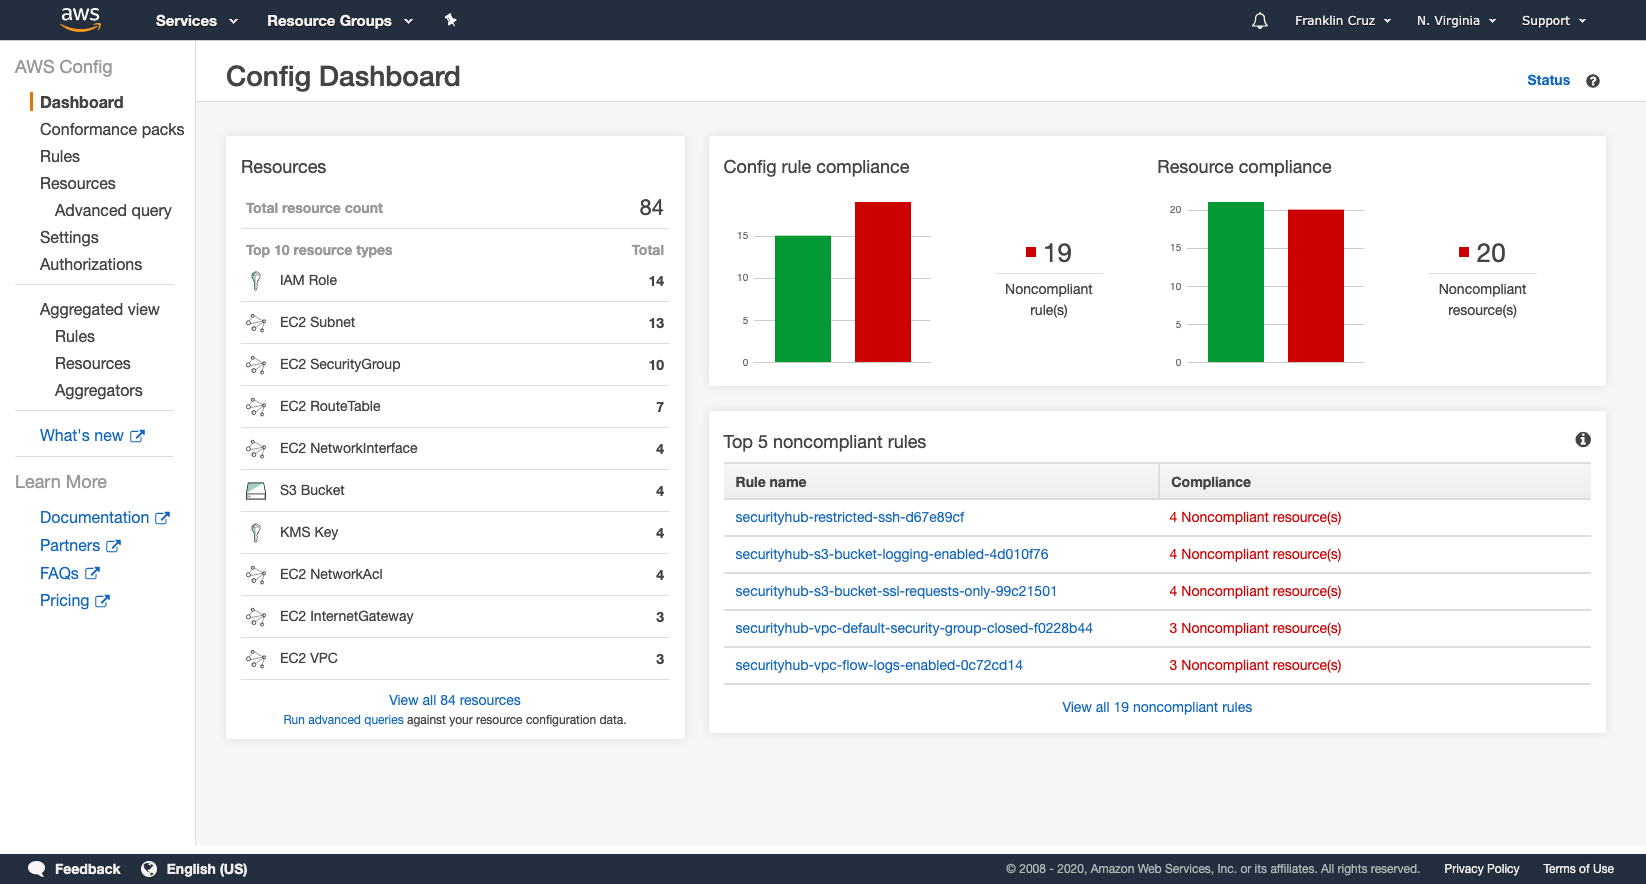 aws
Services
Resource Groups
Franklin Cruz
N. Virginia
Support
AWS Config
Dashboard
Conformance packs
Rules
Resources
Advanced query
Settings
Authorizations
Aggregated view
Rules
Resources
Aggregators
What's new
Learn More
Documentation
Partners
FAQs
Pricing
Config Dashboard
Status
Resources
Total resource count 84
Top 10 resource types Total
IAM Role 14
EC2 Subnet 13
EC2 SecurityGroup 10
EC2 RouteTable 7
EC2 NetworkInterface 4
S3 Bucket 4
KMS Key 4
EC2 NetworkAcl 4
EC2 InternetGateway 3
EC2 VPC 3
View all 84 resources
Run advanced queries against your resource configuration data.
Config rule compliance
15
10
5
0
19
Noncompliant
rule(s)
Resource compliance
20
15
10
5
0
20
Noncompliant
resource(s)
Top 5 noncompliant rules
Rule name Compliance
securityhub-restricted-ssh-d67e89cf 4 Noncompliant resource(s)
securityhub-s3-bucket-logging-enabled-4d010f76 4 Noncompliant resource(s)
securityhub-s3-bucket-ssl-requests-only-99c21501 4 Noncompliant resource(s)
securityhub-vpc-default-security-group-closed-f0228b44 3 Noncompliant resource(s)
securityhub-vpc-flow-logs-enabled-0c72cd14 3 Noncompliant resource(s)
View all 19 noncompliant rules
Feedback
English (US)
© 2008 - 2020, Amazon Web Services, Inc. or its affiliates. All rights reserved.
Privacy Policy
Terms of Use